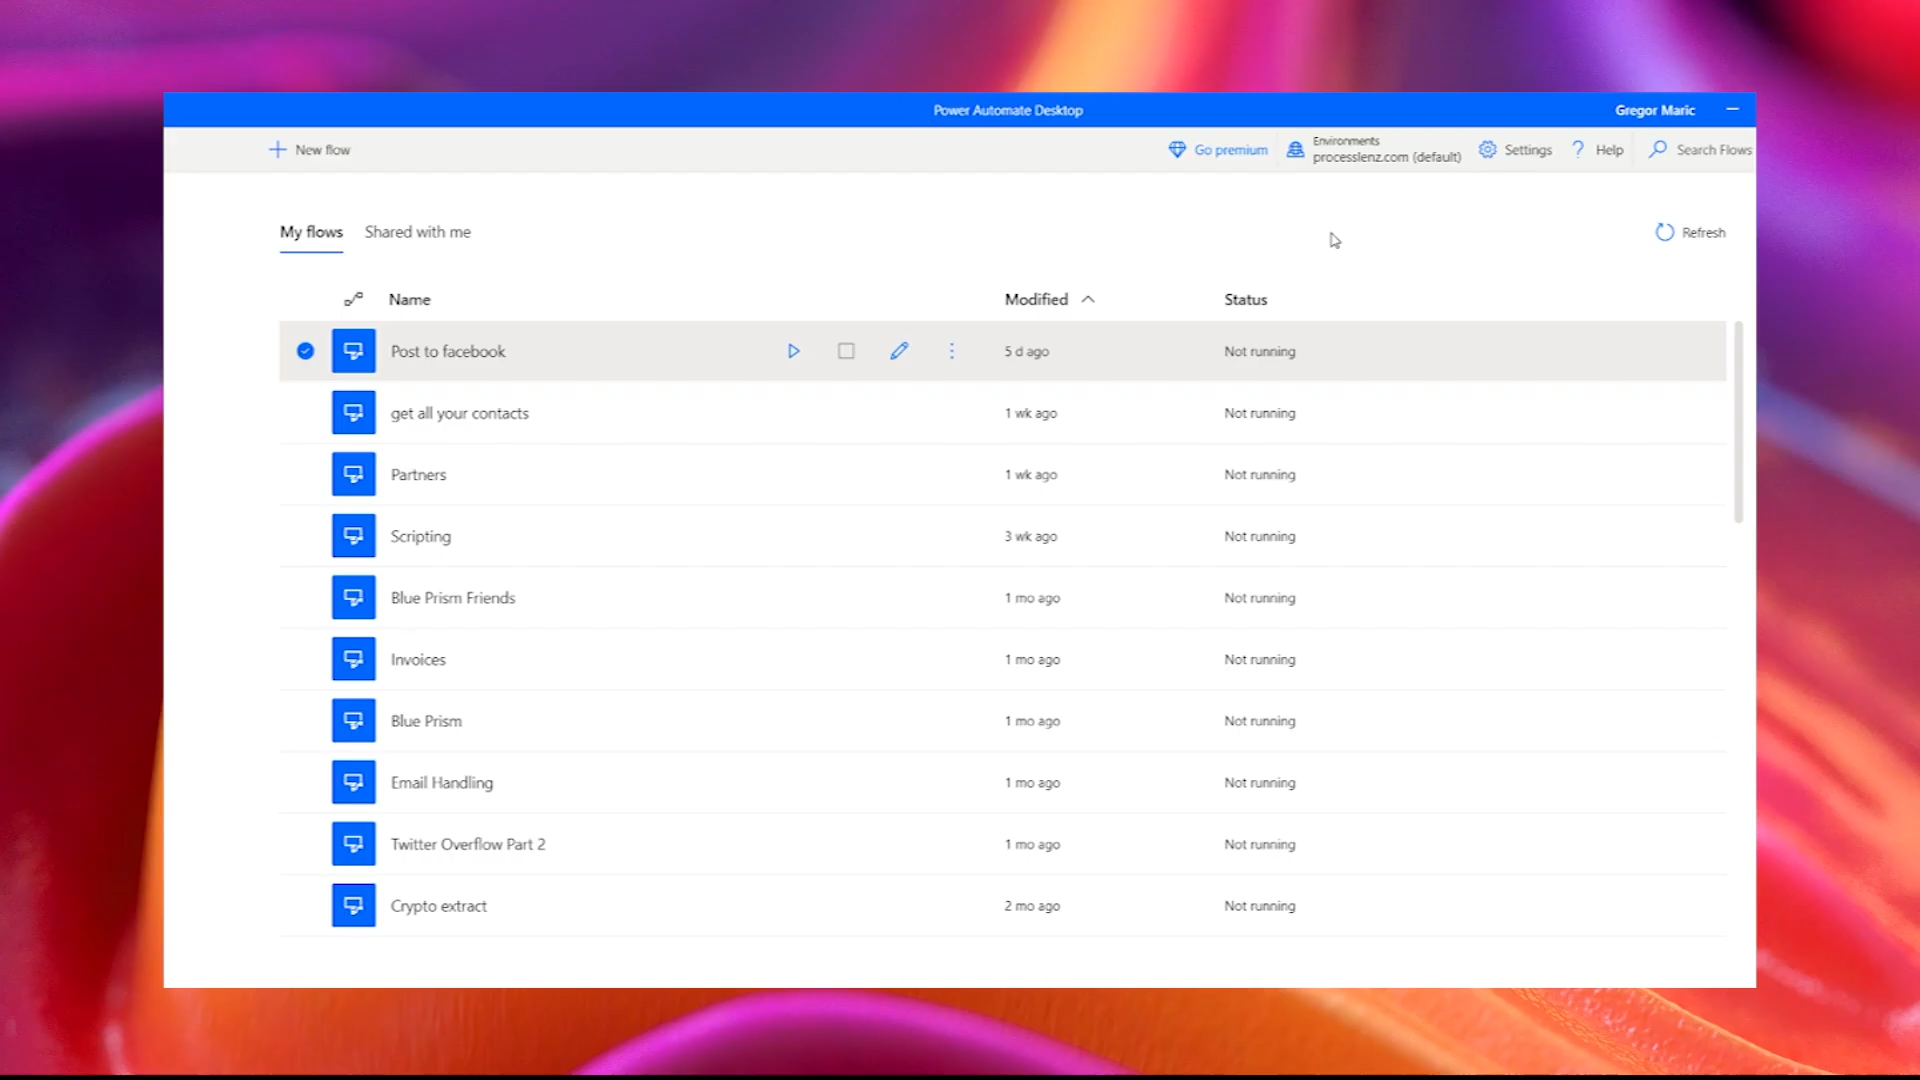 Power Automate Desktop
Gregor Maric
New flow
Go premium
Environments
processlenz.com (default)
Settings
Help
Search Flows
My flows
Shared with me
Refresh
Name
Modified
Status
Post to facebook
5 d ago
Not running
get all your contacts
1 wk ago
Not running
Partners
1 wk ago
Not running
Scripting
3 wk ago
Not running
Blue Prism Friends
1 mo ago
Not running
Invoices
1 mo ago
Not running
Blue Prism
1 mo ago
Not running
Email Handling
1 mo ago
Not running
Twitter Overflow Part 2
1 mo ago
Not running
Crypto extract
2 mo ago
Not running